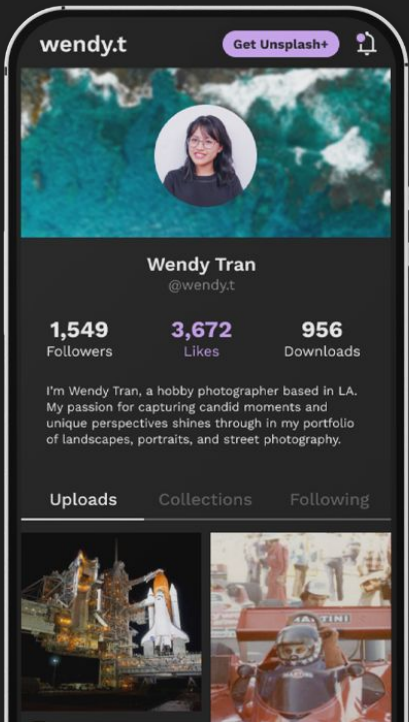 wendy.t
Get Unsplash+
Wendy Tran
@wendy.t
1,549
3,672
956
Followers
Likes
Downloads
I'm Wendy Tran, a hobby photographer based in LA.
My passion for capturing candid moments and
unique perspectives shines through in my portfolio
of landscapes, portraits, and street photography.
Uploads
Collections
Following
MARTINI